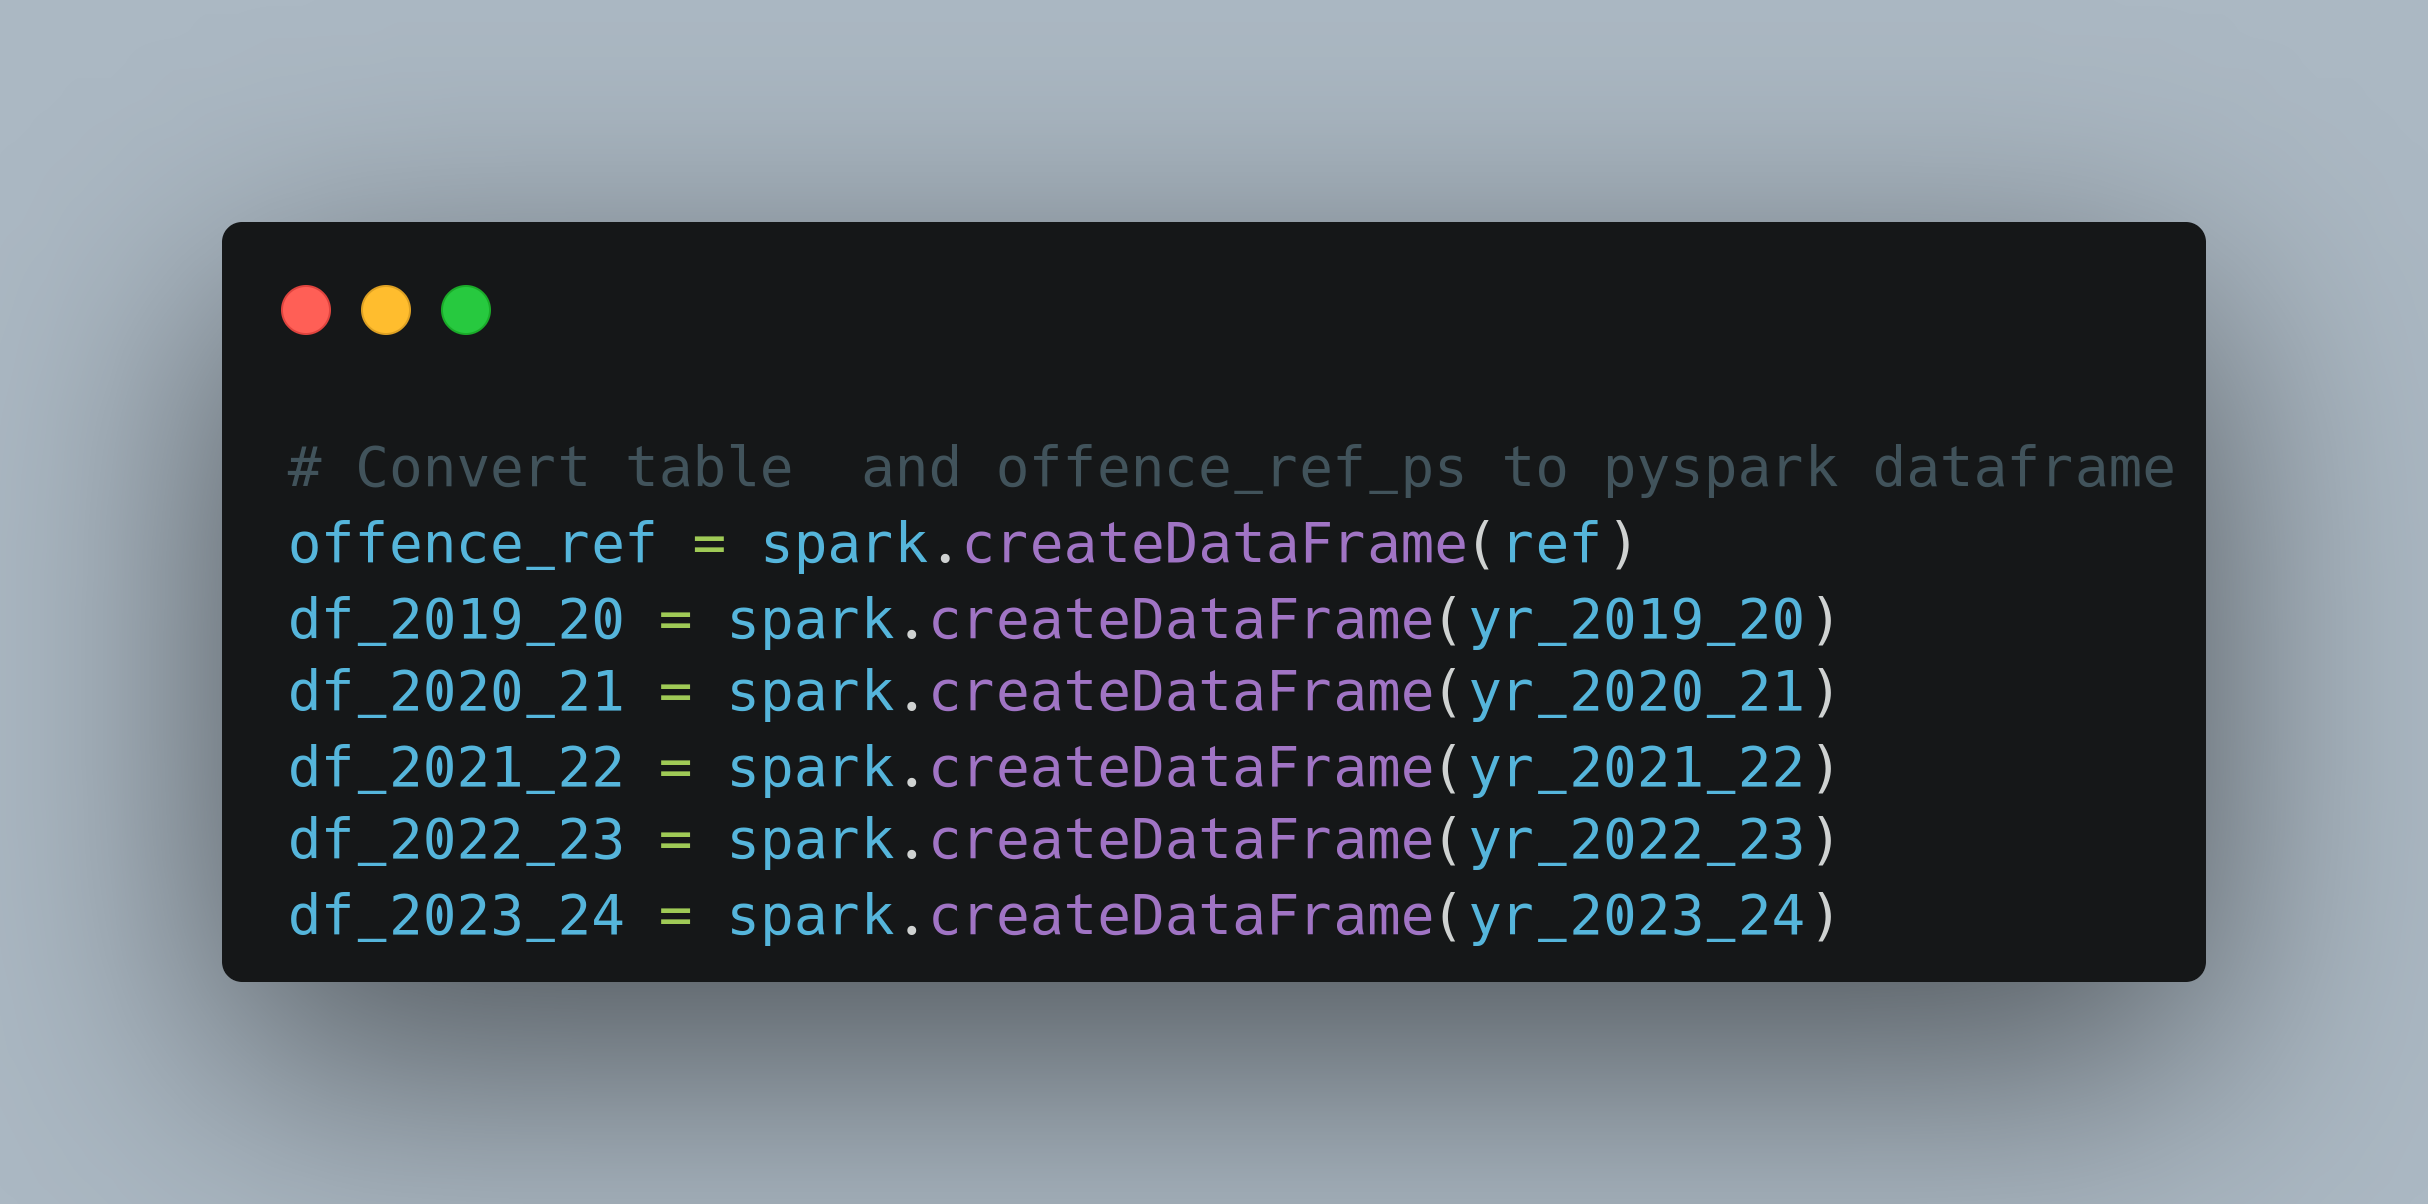 # Convert table  and offence_ref_ps to pyspark dataframe
offence_ref = spark.createDataFrame(ref)
df_2019_20 = spark.createDataFrame(yr_2019_20)
df_2020_21 = spark.createDataFrame(yr_2020_21)
df_2021_22 = spark.createDataFrame(yr_2021_22)
df_2022_23 = spark.createDataFrame(yr_2022_23)
df_2023_24 = spark.createDataFrame(yr_2023_24)